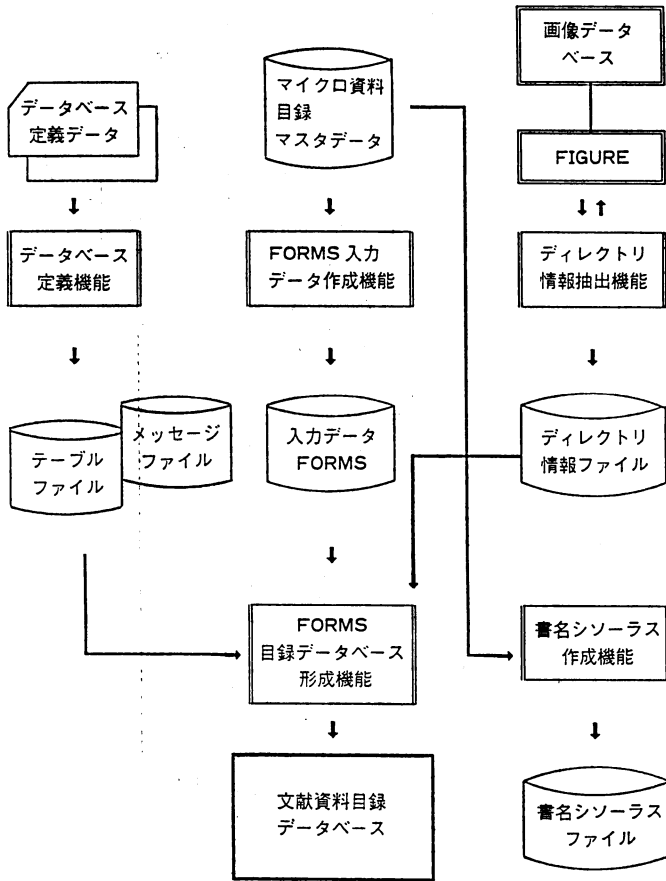 データベース
定義データ
データベース
定義機能
テーブル
ファイル
メッセージ
ファイル
マイクロ資料
目録
マスタデータ
FORMS 入力
データ作成機能
入力データ
FORMS
FORMS
目録データベース
形成機能
文献資料目録
データベース
画像データ
ベース
FIGURE
ディレクトリ
情報抽出機能
ディレクトリ
情報ファイル
書名シソーラス
作成機能
書名シソーラス
ファイル